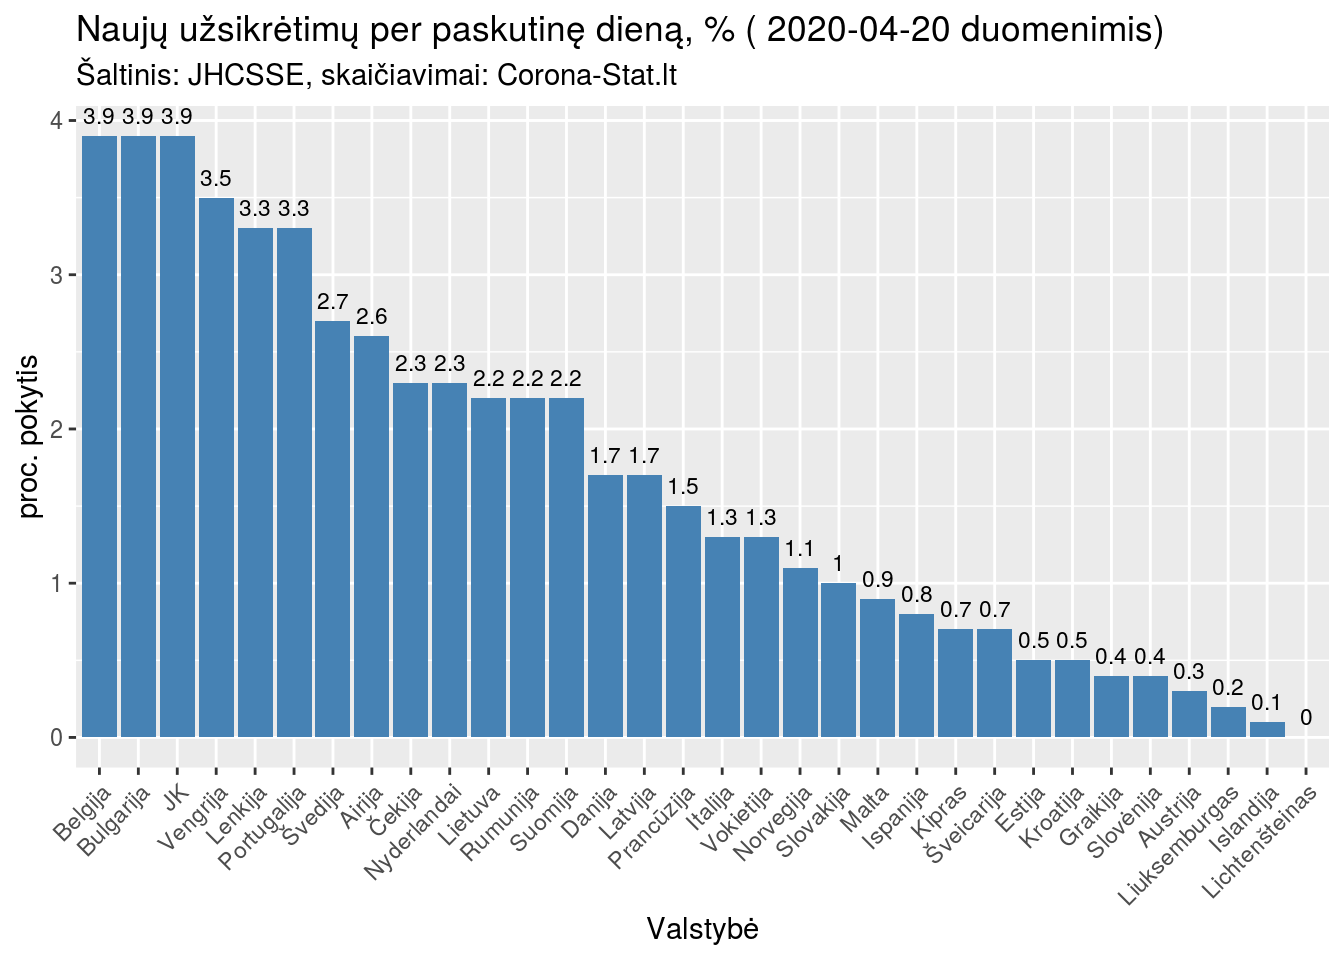 Naujų užsikrėtimų per paskutinę dieną, % ( 2020-04-20 duomenimis)
Šaltinis: JHCSSE, skaičiavimai: Corona-Stat.lt
proc. pokytis
4
3
2
1
0
3.9 3.9 3.9 3.5 3.3 3.3 2.7 2.6 2.3 2.3 2.2 2.2 2.2 1.7 1.7 1.5 1.3 1.3 1.1 1 0.9 0.8 0.7 0.7 0.5 0.5 0.4 0.4 0.3 0.2 0.1 0
Belgija
Bulgarija
JK
Vengrija
Lenkija
Portugalija
Švedija
Airija
Čekija
Nyderlandai
Lietuva
Rumunija
Suomija
Danija
Latvija
Prancūzija
Italija
Vokietija
Norvegija
Slovakija
Malta
Ispanija
Kipras
Šveicarija
Estija
Kroatija
Graikija
Slovėnija
Austrija
Liuksemburgas
Islandija
Lichtenšteinas
Valstybė